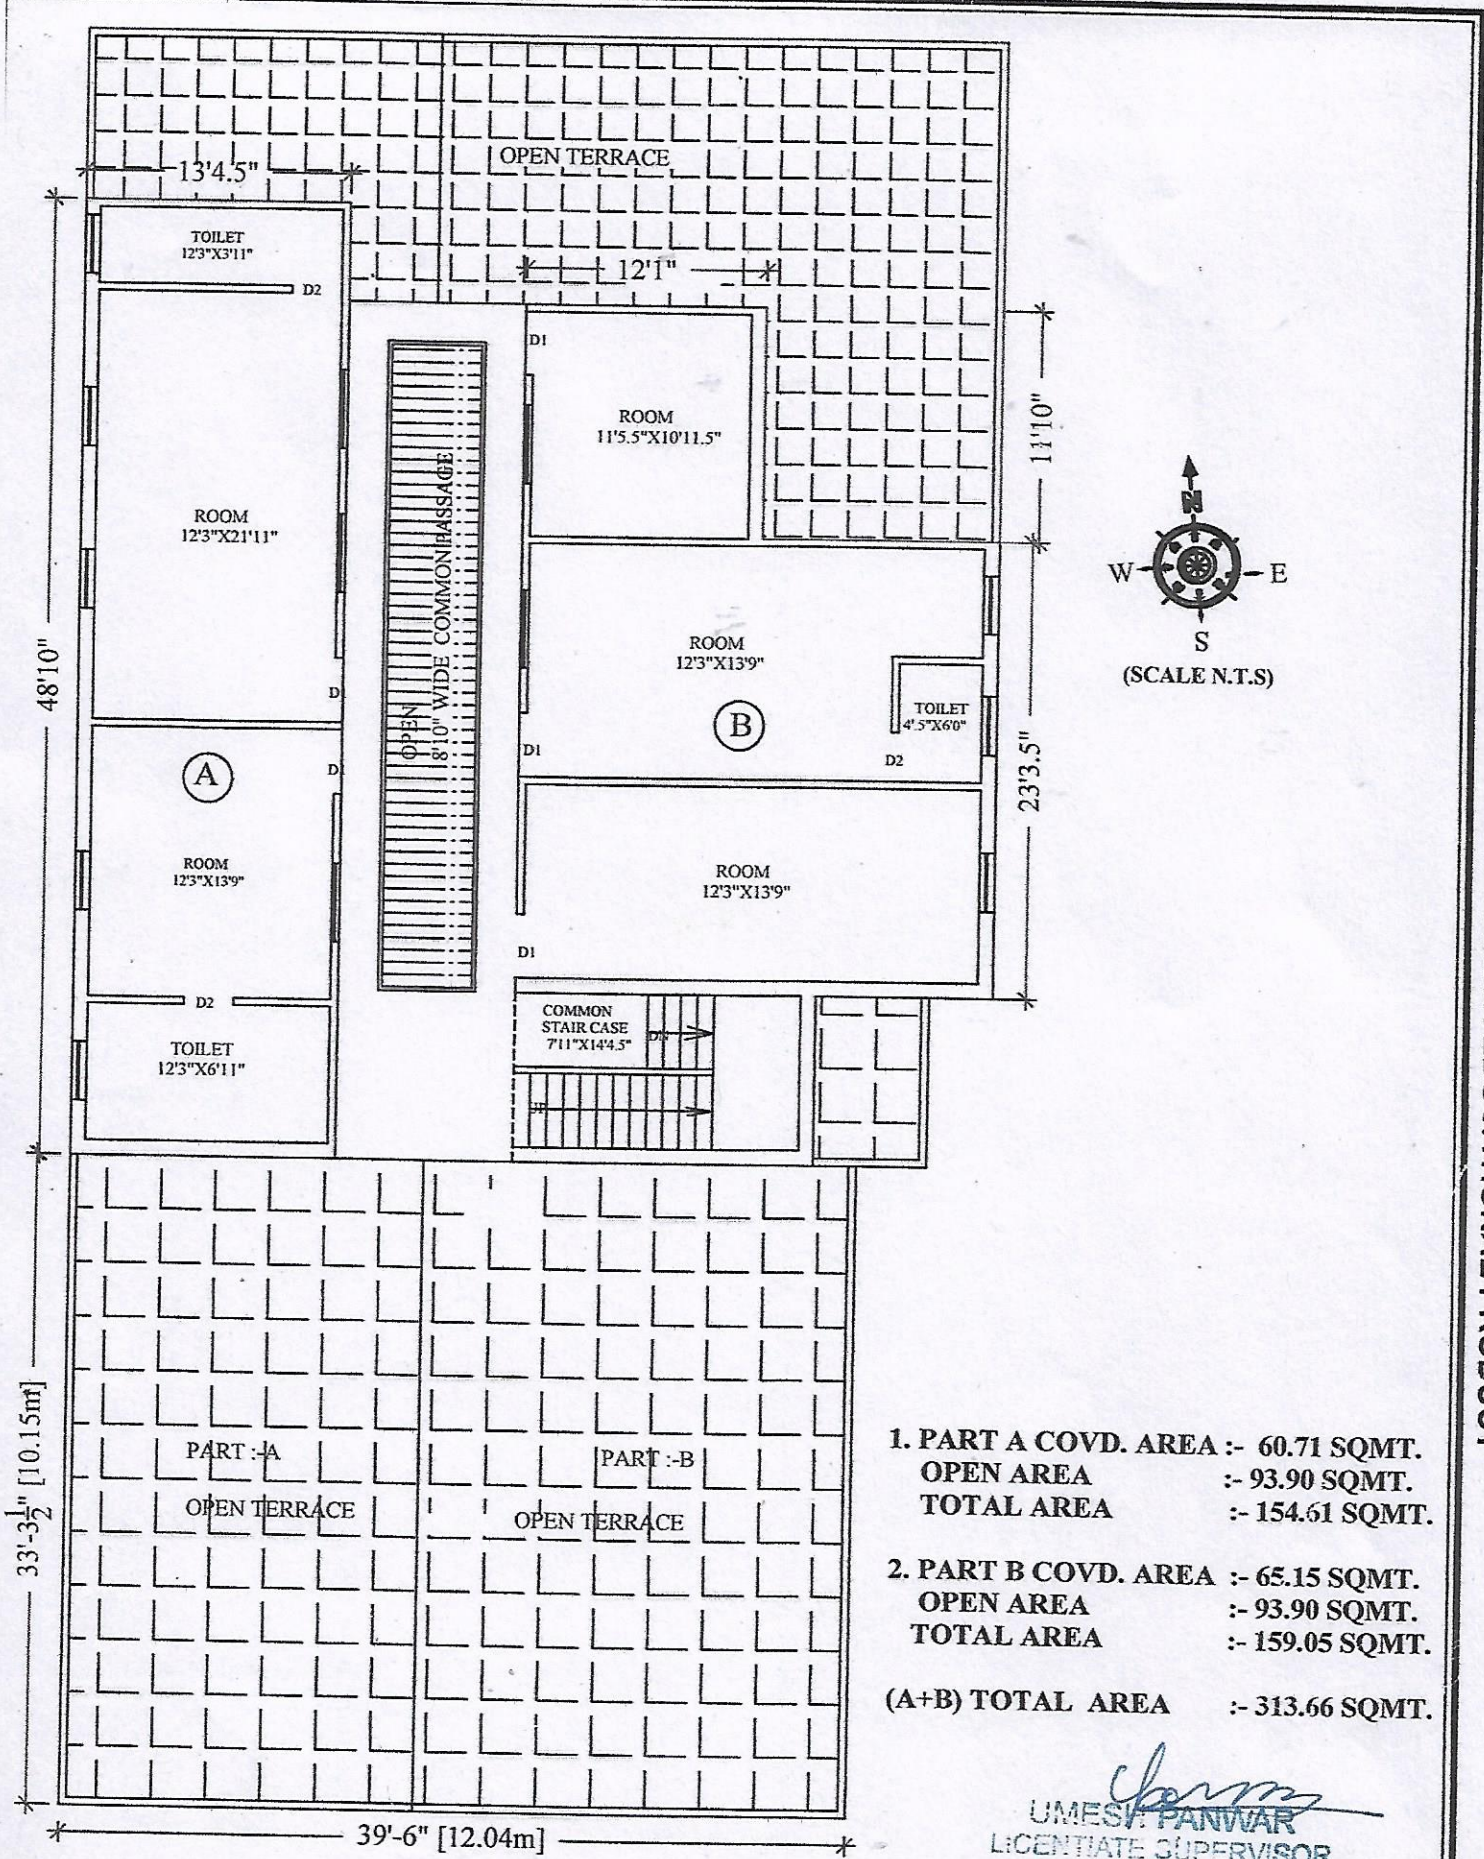 OPEN TERRACE
13'4.5"
TOILET
12'3"X3'11"
D2
12'1"
D1
ROOM
11'5.5"X10'11.5"
11'10"
ROOM
12'3"X21'11"
OPEN
8'10" WIDE COMMON PASSAGE
N
W
E
S
(SCALE N.T.S)
48'10"
ROOM
12'3"X13'9"
B
TOILET
4'.5"X6'0"
D
D1
D2
23'3.5"
A
D1
ROOM
12'3"X13'9"
ROOM
12'3"X13'9"
D1
D2
COMMON
STAIR CASE
7'11"X14'4.5"
DN
TOILET
12'3"X6'11"
UP
33'-3 1/2" [10.15m]
PART :-A
OPEN TERRACE
PART :-B
OPEN TERRACE
39'-6" [12.04m]
1. PART A COVD. AREA :- 60.71 SQMT.
OPEN AREA :- 93.90 SQMT.
TOTAL AREA :- 154.61 SQMT.
2. PART B COVD. AREA :- 65.15 SQMT.
OPEN AREA :- 93.90 SQMT.
TOTAL AREA :- 159.05 SQMT.
(A+B) TOTAL AREA :- 313.66 SQMT.
UMESH PANWAR
LICENTIATE SUPERVISOR